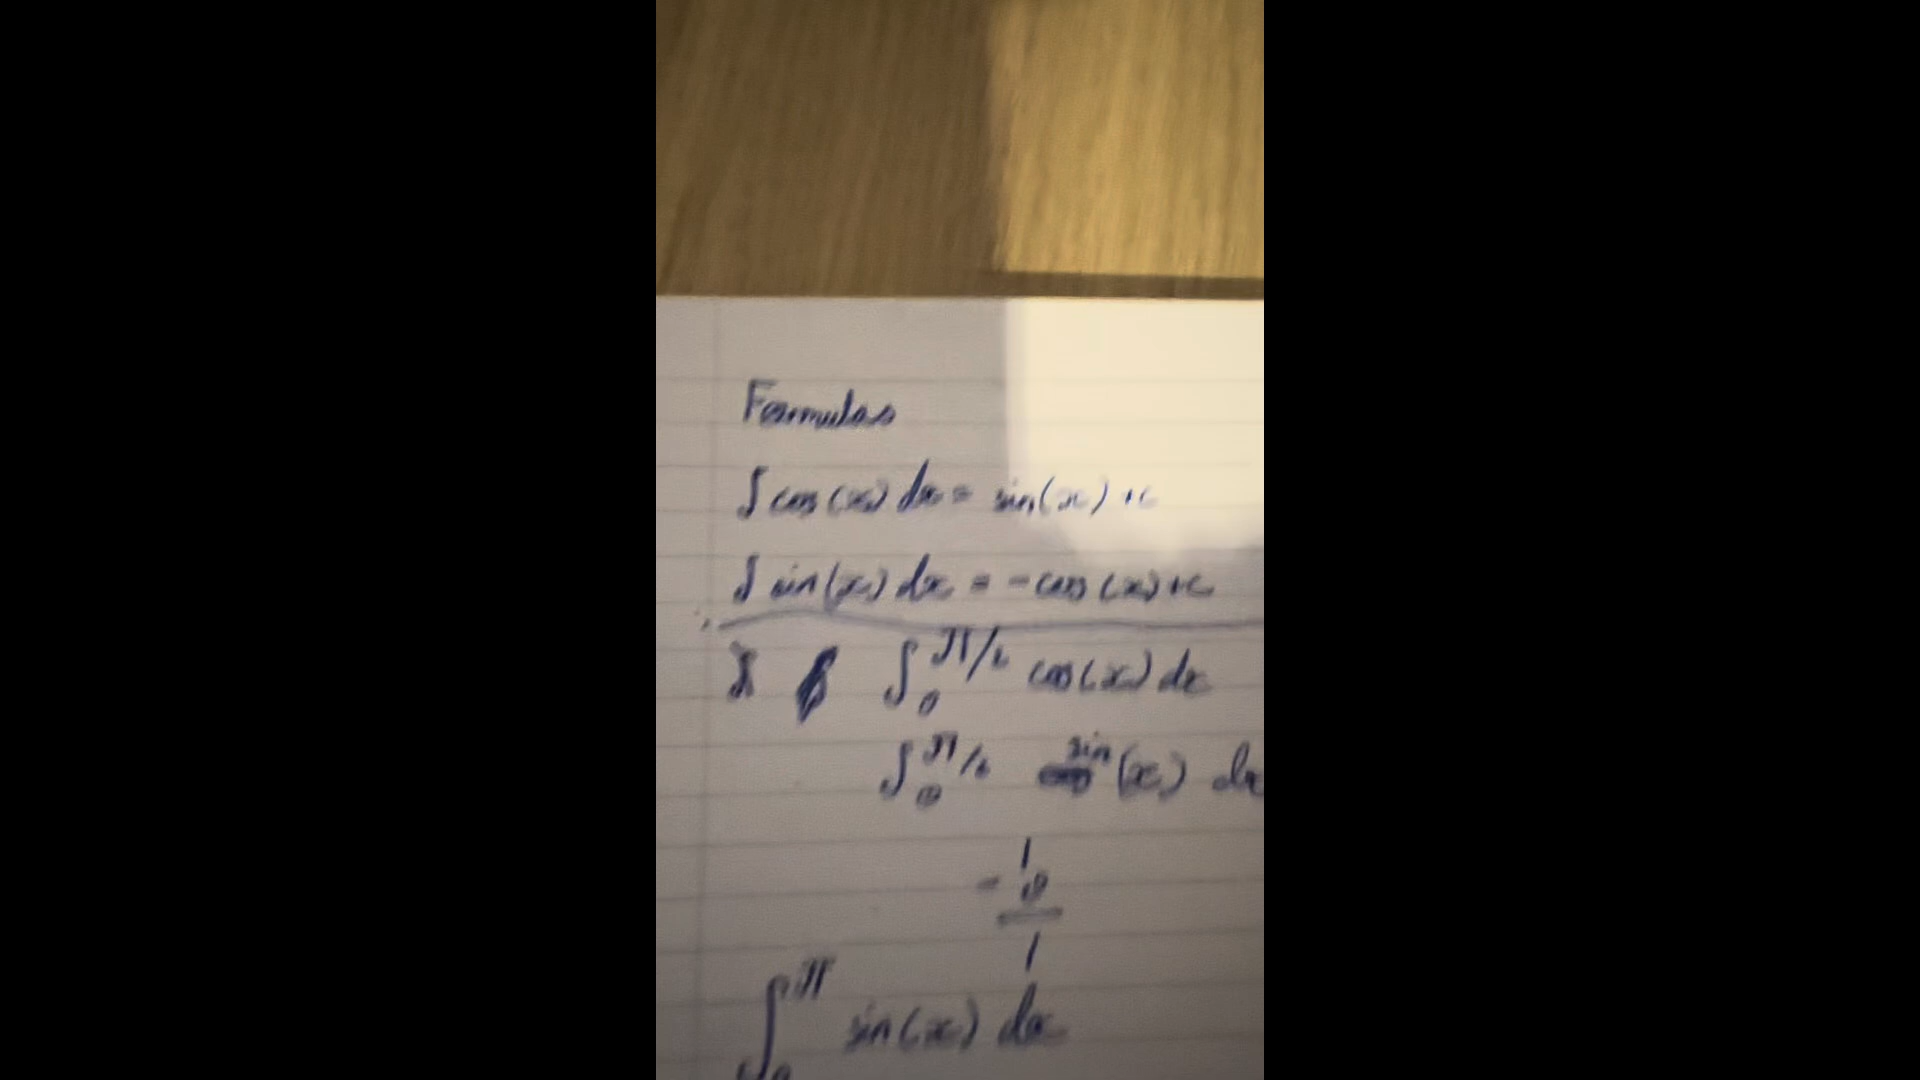 Formulas
∫ cos(x) dx = sin(x) + c
∫ sin(x) dx = -cos(x) + c
∫₀^π/2 cos(x) dx
∫₀^π/2 sin(x) dx
1
1
∫₀^π sin(x) dx